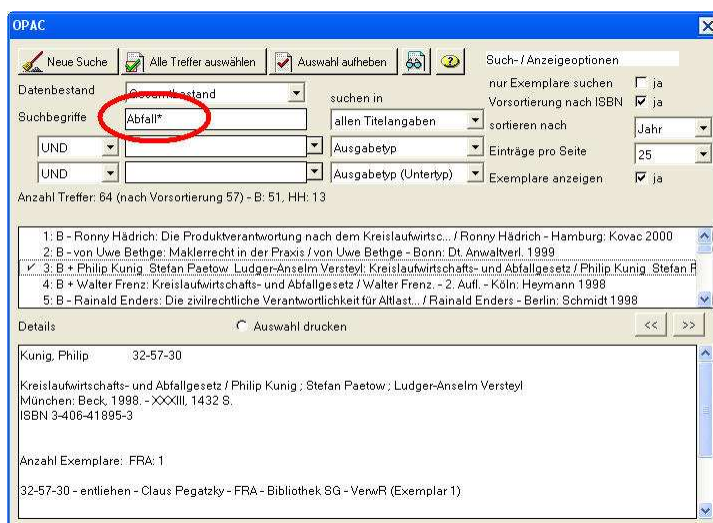 OPAC
Neue Suche Alle Treffer auswählen Auswahl aufheben
Such- / Anzeigeoptionen
Datenbestand Gesamtbestand
suchen in
nur Exemplare suchen ja
Vorsortierung nach ISBN ja
Suchbegriffe Abfall* allen Titelangaben
sortieren nach Jahr
UND Ausgabetyp
Einträge pro Seite 25
UND Ausgabetyp (Untertyp)
Exemplare anzeigen ja
Anzahl Treffer: 64 (nach Vorsortierung 57) - B: 51, HH: 13
1: B - Ronny Hädrich: Die Produktverantwortung nach dem Kreislaufwirtsc... / Ronny Hädrich - Hamburg: Kovac 2000
2: B - von Uwe Bethge: Maklerrecht in der Praxis / von Uwe Bethge - Bonn: Dt. Anwaltverl. 1999
✓ 3: B + Philip Kunig Stefan Paetow Ludger-Anselm Versteyl: Kreislaufwirtschafts- und Abfallgesetz / Philip Kunig Stefan P
4: B + Walter Frenz: Kreislaufwirtschafts- und Abfallgesetz / Walter Frenz. - 2. Aufl. - Köln: Heymann 1998
5: B - Rainald Enders: Die zivilrechtliche Verantwortlichkeit für Altlast... / Rainald Enders - Berlin: Schmidt 1998
Details Auswahl drucken << >>
Kunig, Philip 32-57-30
Kreislaufwirtschafts- und Abfallgesetz / Philip Kunig ; Stefan Paetow ; Ludger-Anselm Versteyl
München: Beck, 1998. - XXXIII, 1432 S.
ISBN 3-406-41895-3
Anzahl Exemplare: FRA: 1
32-57-30 - entliehen - Claus Pegatzky - FRA - Bibliothek SG - VerwR (Exemplar 1)